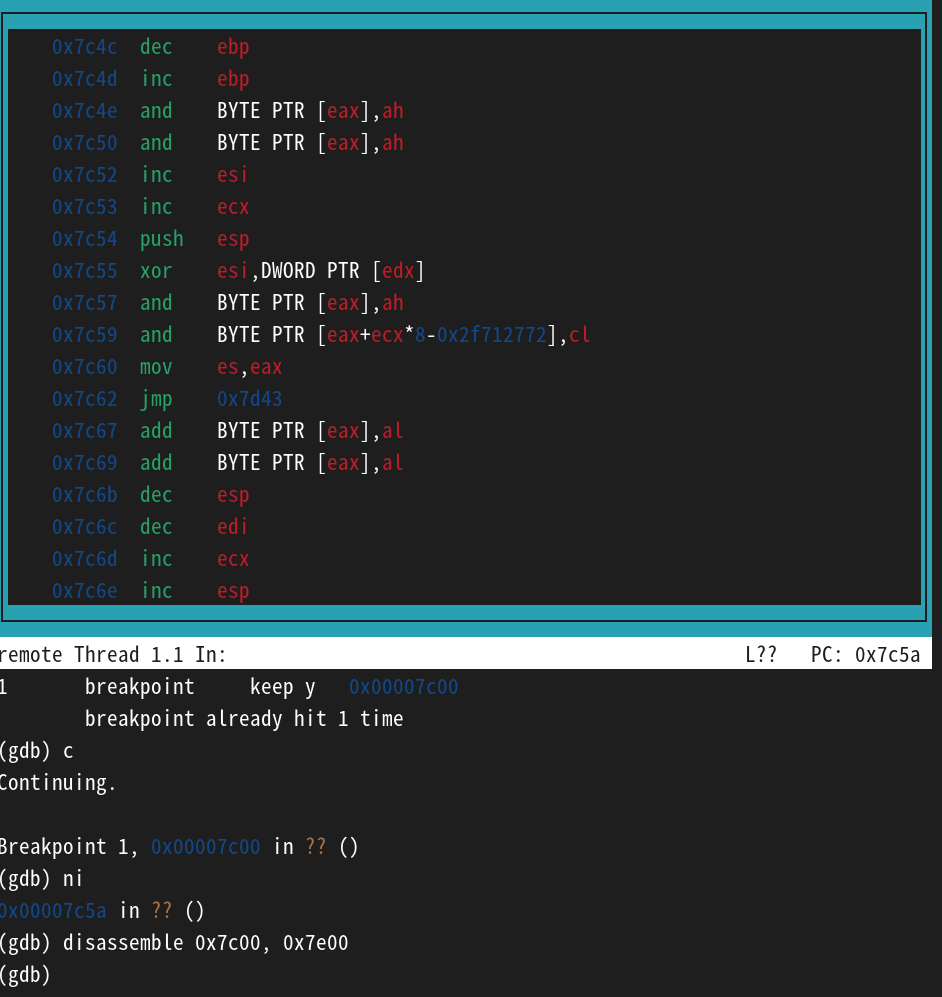 0x7c4c dec ebp
0x7c4d inc ebp
0x7c4e and BYTE PTR [eax],ah
0x7c50 and BYTE PTR [eax],ah
0x7c52 inc esi
0x7c53 inc ecx
0x7c54 push esp
0x7c55 xor esi,DWORD PTR [edx]
0x7c57 and BYTE PTR [eax],ah
0x7c59 and BYTE PTR [eax+ecx*8-0x2f712772],cl
0x7c60 mov es,eax
0x7c62 jmp 0x7d43
0x7c67 add BYTE PTR [eax],al
0x7c69 add BYTE PTR [eax],al
0x7c6b dec esp
0x7c6c dec edi
0x7c6d inc ecx
0x7c6e inc esp
remote Thread 1.1 In: L?? PC: 0x7c5a
1 breakpoint keep y 0x00007c00
breakpoint already hit 1 time
(gdb) c
Continuing.
Breakpoint 1, 0x00007c00 in ?? ()
(gdb) ni
0x00007c5a in ?? ()
(gdb) disassemble 0x7c00, 0x7e00
(gdb)